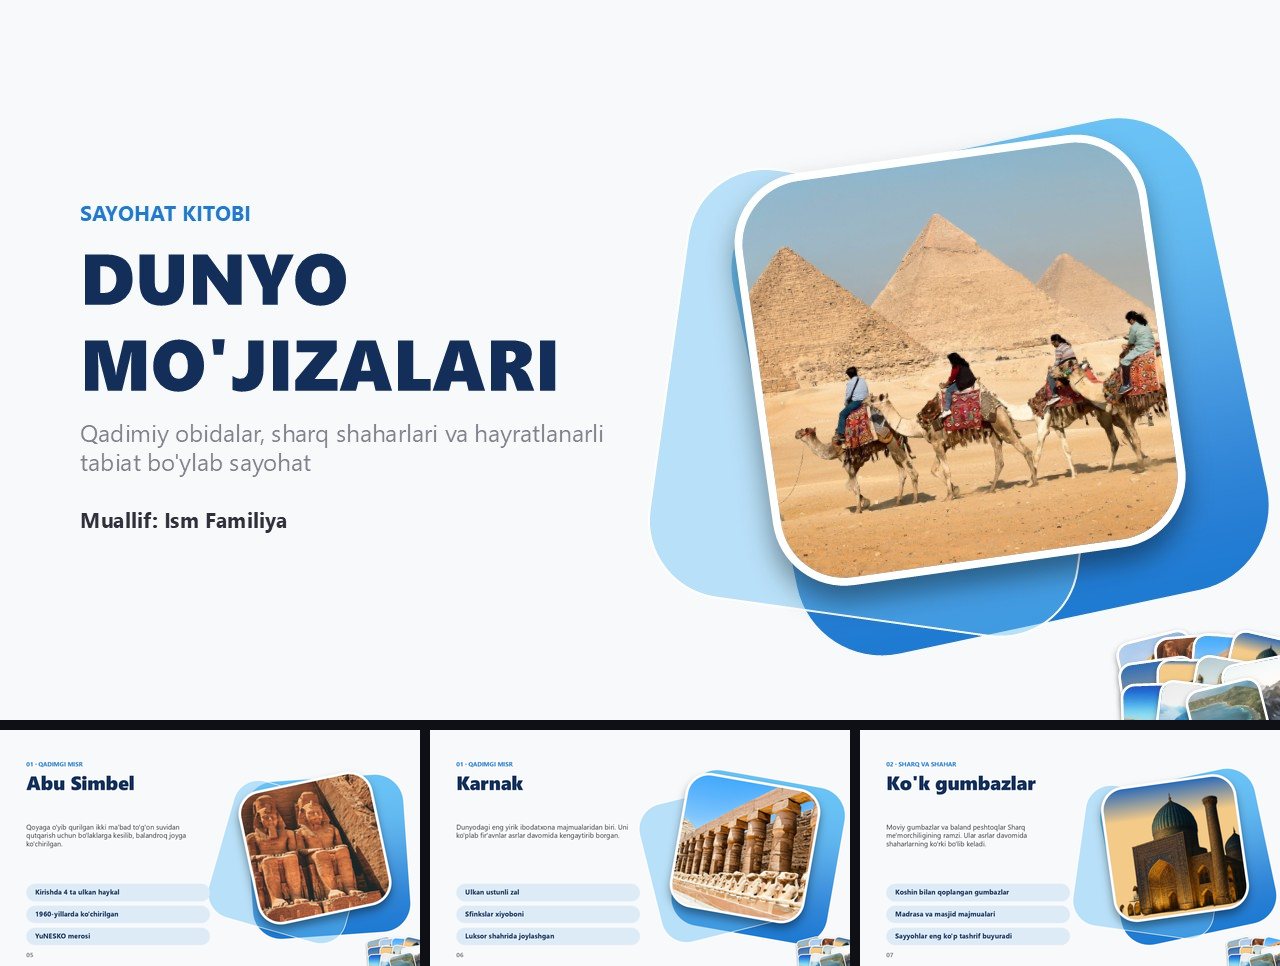 SAYOHAT KITOBI
DUNYO
MO'JIZALARI
Qadimiy obidalar, sharq shaharlari va hayratlanarli
tabiat bo'ylab sayohat
Muallif: Ism Familiya
01 · QADIMGI MISR
Abu Simbel
Qoyaga o'yib qurilgan ikki ma'bad to'g'on suvidan
qutqarish uchun bo'laklarga kesilib, balandroq joyga
ko'chirilgan.
Kirishda 4 ta ulkan haykal
1960-yillarda ko'chirilgan
YuNESKO merosi
05
01 · QADIMGI MISR
Karnak
Dunyodagi eng yirik ibodatxona majmualaridan biri. Uni
ko'plab fir'avnlar asrlar davomida kengaytirib borgan.
Ulkan ustunli zal
Sfinkslar xiyoboni
Luksor shahrida joylashgan
06
02 · SHARQ VA SHAHAR
Ko'k gumbazlar
Moviy gumbazlar va baland peshtoqlar Sharq
me'morchiligining ramzi. Ular asrlar davomida
shaharlarning ko'rki bo'lib keladi.
Koshin bilan qoplangan gumbazlar
Madrasa va masjid majmualari
Sayyohlar eng ko'p tashrif buyuradi
07